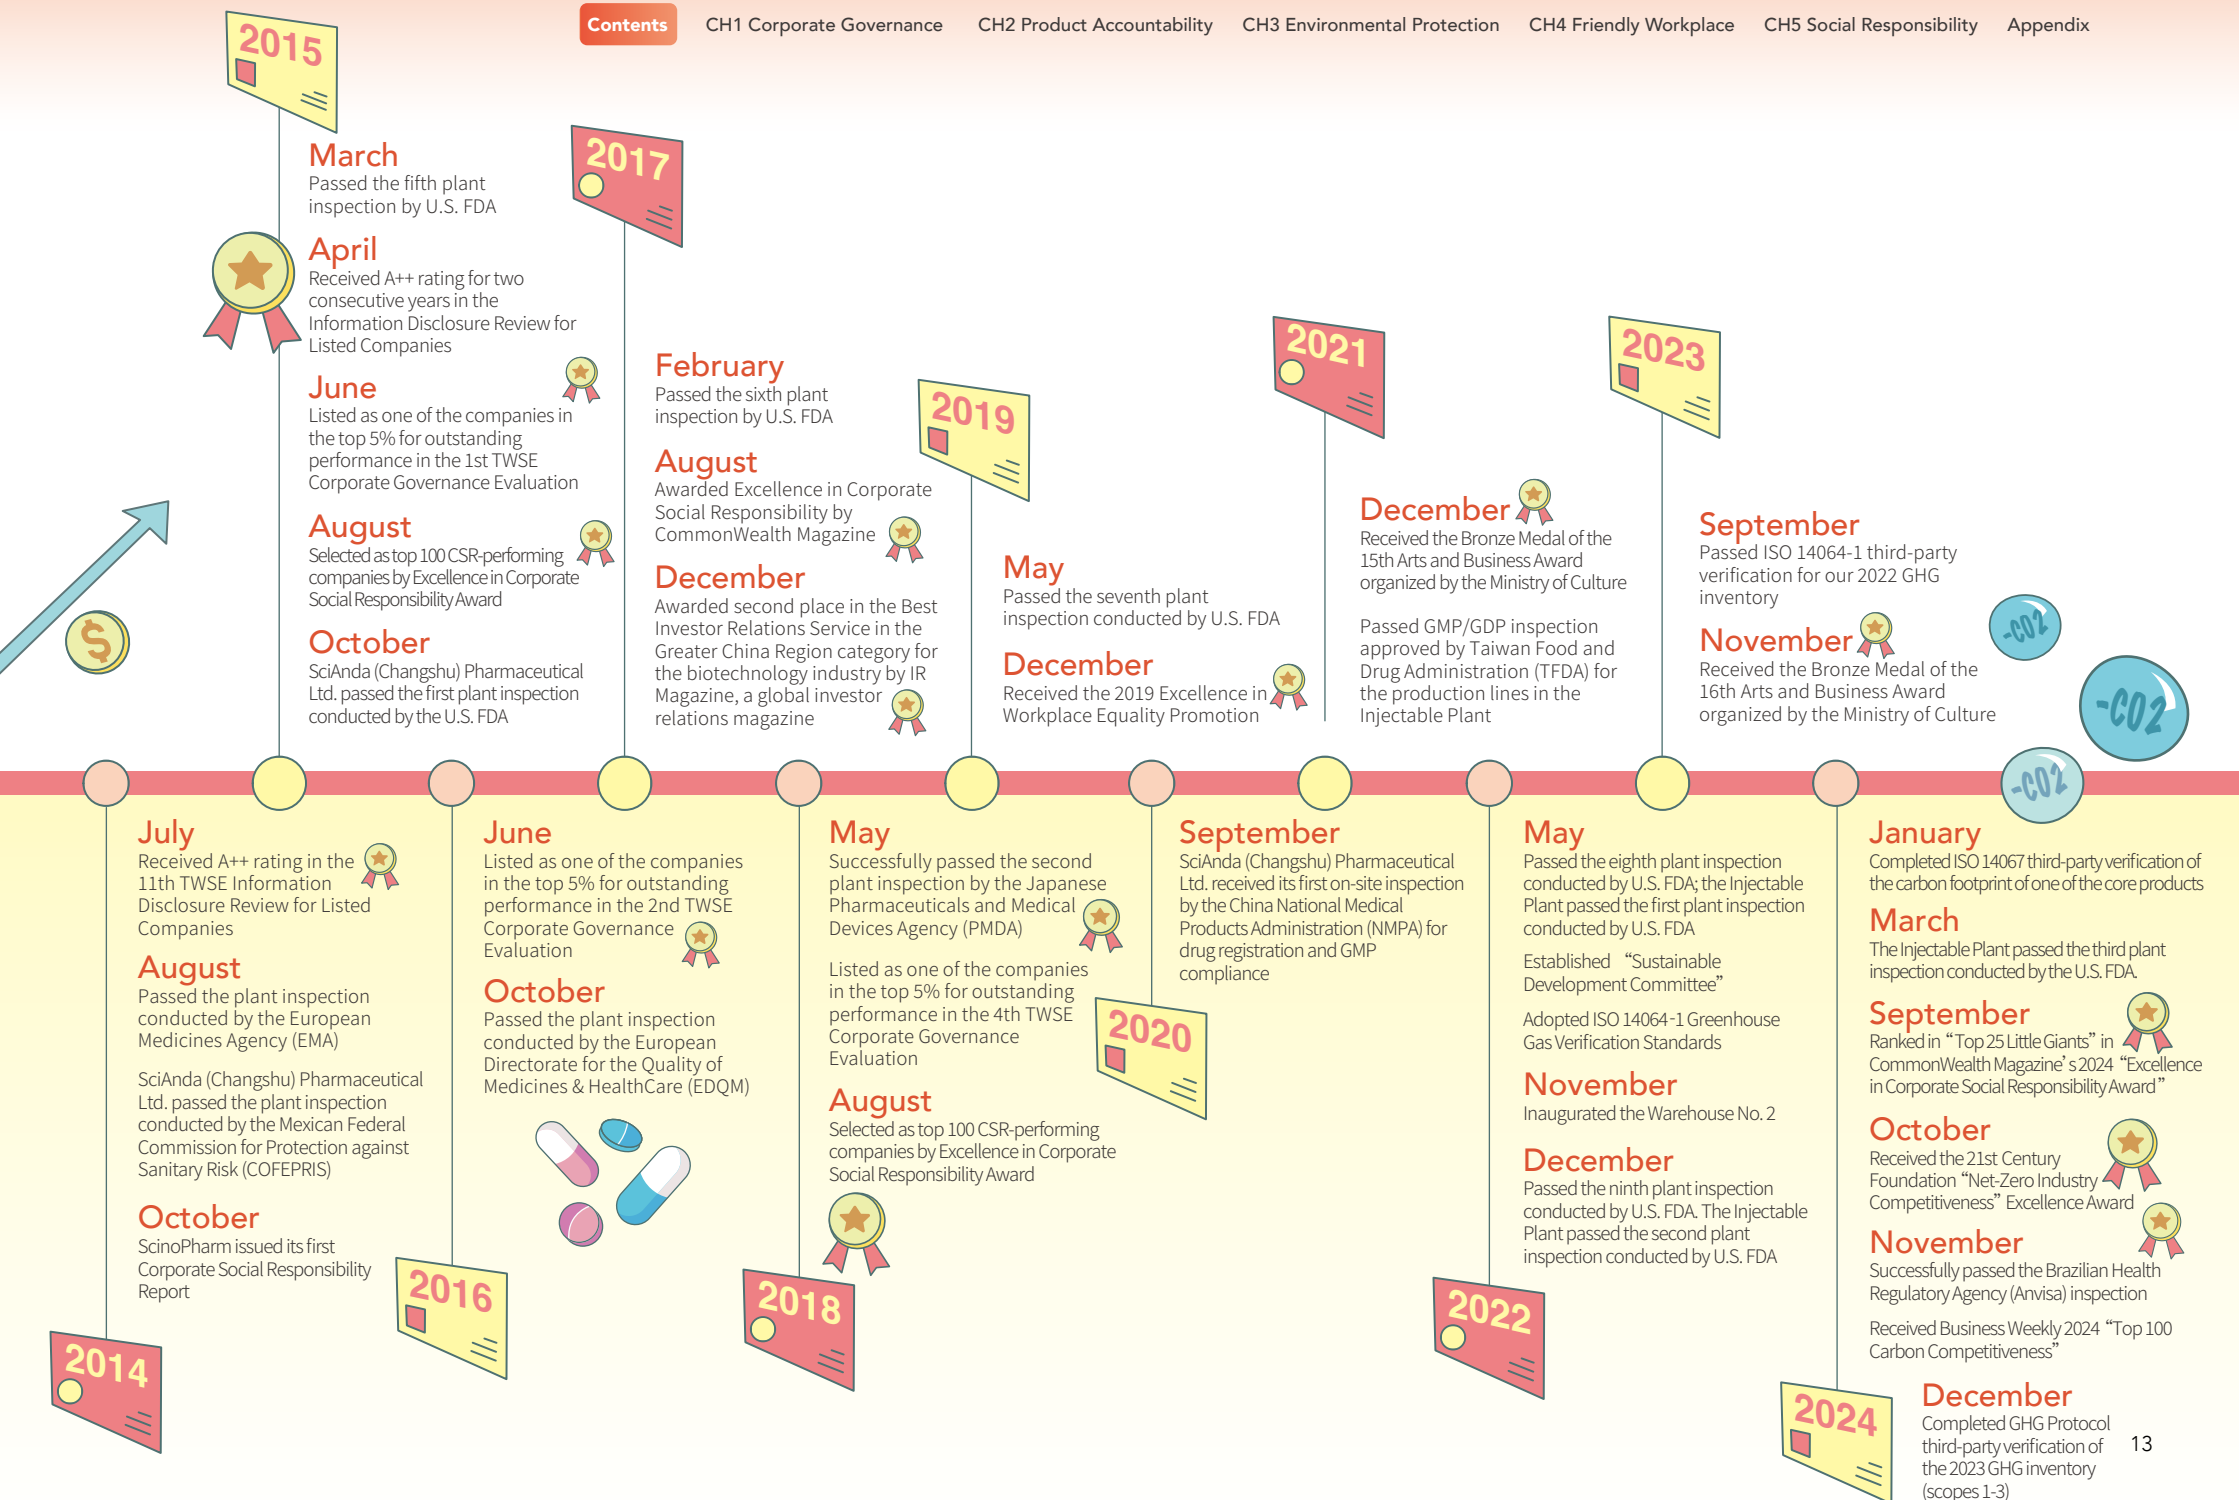 Contents
CH1 Corporate Governance
CH2 Product Accountability
CH3 Environmental Protection
CH4 Friendly Workplace
CH5 Social Responsibility
Appendix
2015
March
Passed the fifth plant
inspection by U.S. FDA
April
Received A++ rating for two
consecutive years in the
Information Disclosure Review for
Listed Companies
June
Listed as one of the companies in
the top 5% for outstanding
performance in the 1st TWSE
Corporate Governance Evaluation
August
Selected as top 100 CSR-performing
companies by Excellence in Corporate
Social Responsibility Award
October
SciAnda (Changshu) Pharmaceutical
Ltd. passed the first plant inspection
conducted by the U.S. FDA
$
2017
February
Passed the sixth plant
inspection by U.S. FDA
August
Awarded Excellence in Corporate
Social Responsibility by
CommonWealth Magazine
December
Awarded second place in the Best
Investor Relations Service in the
Greater China Region category for
the biotechnology industry by IR
Magazine, a global investor
relations magazine
2019
May
Passed the seventh plant
inspection conducted by U.S. FDA
December
Received the 2019 Excellence in
Workplace Equality Promotion
2021
December
Received the Bronze Medal of the
15th Arts and Business Award
organized by the Ministry of Culture
Passed GMP/GDP inspection
approved by Taiwan Food and
Drug Administration (TFDA) for
the production lines in the
Injectable Plant
2023
September
Passed ISO 14064-1 third-party
verification for our 2022 GHG
inventory
November
Received the Bronze Medal of the
16th Arts and Business Award
organized by the Ministry of Culture
-CO2
-CO2
-CO2
July
Received A++ rating in the
11th TWSE Information
Disclosure Review for Listed
Companies
August
Passed the plant inspection
conducted by the European
Medicines Agency (EMA)
SciAnda (Changshu) Pharmaceutical
Ltd. passed the plant inspection
conducted by the Mexican Federal
Commission for Protection against
Sanitary Risk (COFEPRIS)
October
ScinoPharm issued its first
Corporate Social Responsibility
Report
2014
June
Listed as one of the companies
in the top 5% for outstanding
performance in the 2nd TWSE
Corporate Governance
Evaluation
October
Passed the plant inspection
conducted by the European
Directorate for the Quality of
Medicines & HealthCare (EDQM)
2016
May
Successfully passed the second
plant inspection by the Japanese
Pharmaceuticals and Medical
Devices Agency (PMDA)
Listed as one of the companies
in the top 5% for outstanding
performance in the 4th TWSE
Corporate Governance
Evaluation
August
Selected as top 100 CSR-performing
companies by Excellence in Corporate
Social Responsibility Award
2018
September
SciAnda (Changshu) Pharmaceutical
Ltd. received its first on-site inspection
by the China National Medical
Products Administration (NMPA) for
drug registration and GMP
compliance
2020
May
Passed the eighth plant inspection
conducted by U.S. FDA; the Injectable
Plant passed the first plant inspection
conducted by U.S. FDA
Established “Sustainable
Development Committee”
Adopted ISO 14064-1 Greenhouse
Gas Verification Standards
November
Inaugurated the Warehouse No. 2
December
Passed the ninth plant inspection
conducted by U.S. FDA. The Injectable
Plant passed the second plant
inspection conducted by U.S. FDA
2022
January
Completed ISO 14067 third-party verification of
the carbon footprint of one of the core products
March
The Injectable Plant passed the third plant
inspection conducted by the U.S. FDA.
September
Ranked in “Top 25 Little Giants” in
CommonWealth Magazine’s 2024 “Excellence
in Corporate Social Responsibility Award”
October
Received the 21st Century
Foundation “Net-Zero Industry
Competitiveness” Excellence Award
November
Successfully passed the Brazilian Health
Regulatory Agency (Anvisa) inspection
Received Business Weekly 2024 “Top 100
Carbon Competitiveness”
December
Completed GHG Protocol
third-party verification of
the 2023 GHG inventory
(scopes 1-3)
2024
13